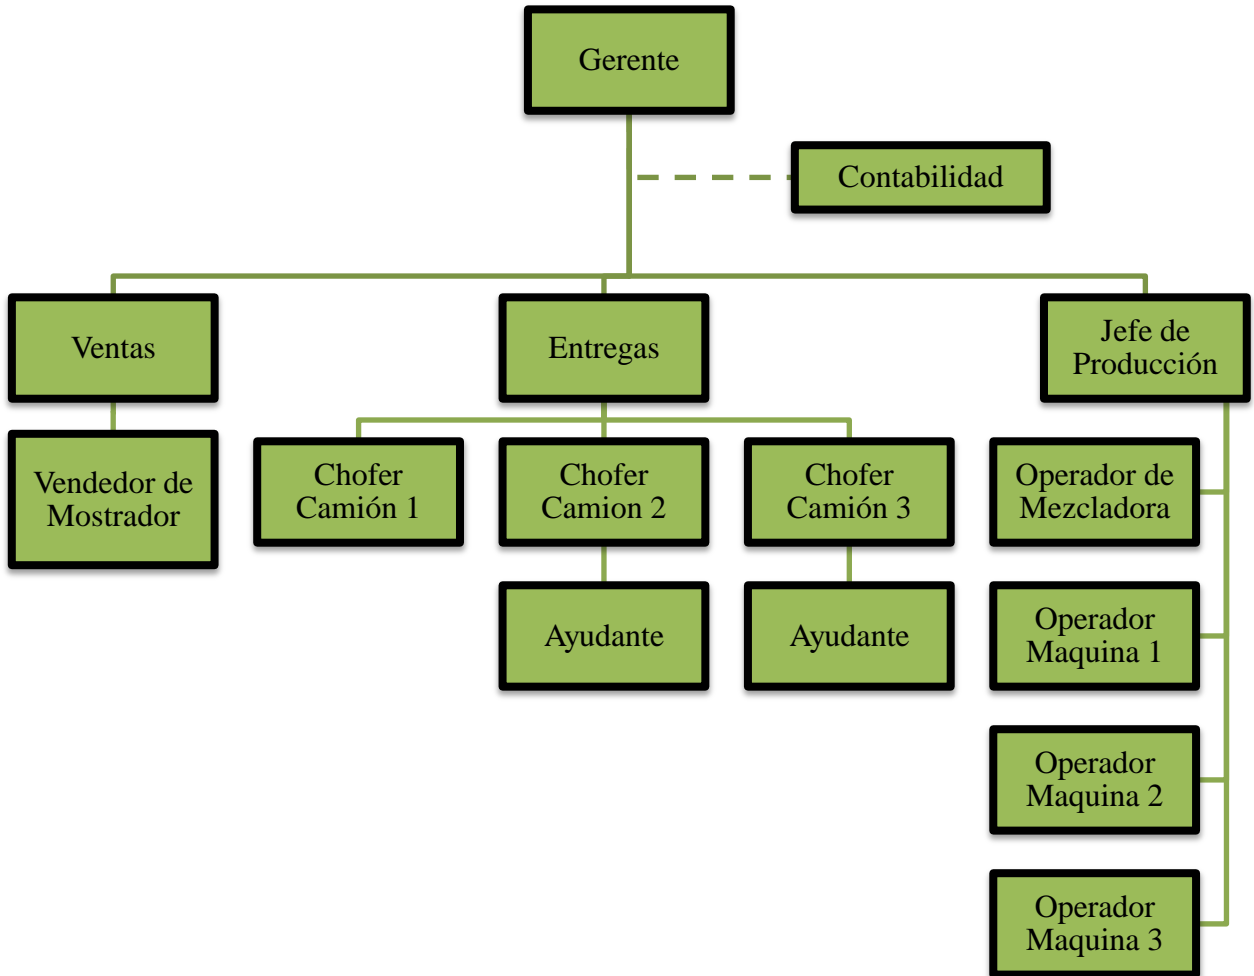 Gerente
Contabilidad
Ventas
Entregas
Jefe de
Producción
Vendedor de
Mostrador
Chofer
Camión 1
Chofer
Camion 2
Chofer
Camión 3
Operador de
Mezcladora
Ayudante
Ayudante
Operador
Maquina 1
Operador
Maquina 2
Operador
Maquina 3